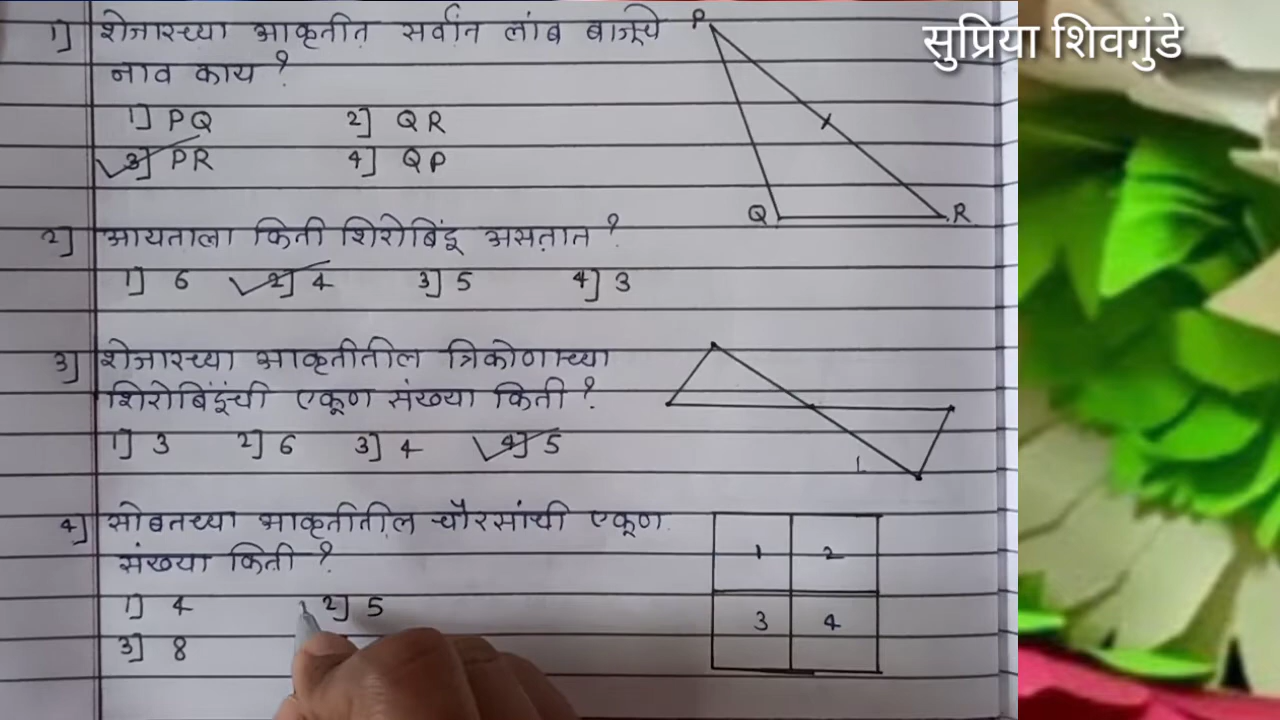 1] शेजारच्या आकृतीत सर्वांत लांब बाजूचे
नाव काय ?
1] PQ 2] QR
3] PR 4] QP
P
Q R
2] आयताला किती शिरोबिंदू असतात ?
1] 6 2] 4 3] 5 4] 3
3] शेजारच्या आकृतीतील त्रिकोणाच्या
शिरोबिंदूंची एकूण संख्या किती ?
1] 3 2] 6 3] 4 4] 5
4] सोबतच्या आकृतीतील चौरसांची एकूण
संख्या किती ?
1] 4 2] 5
3] 8
1 2
3 4
सुप्रिया शिवगुंडे